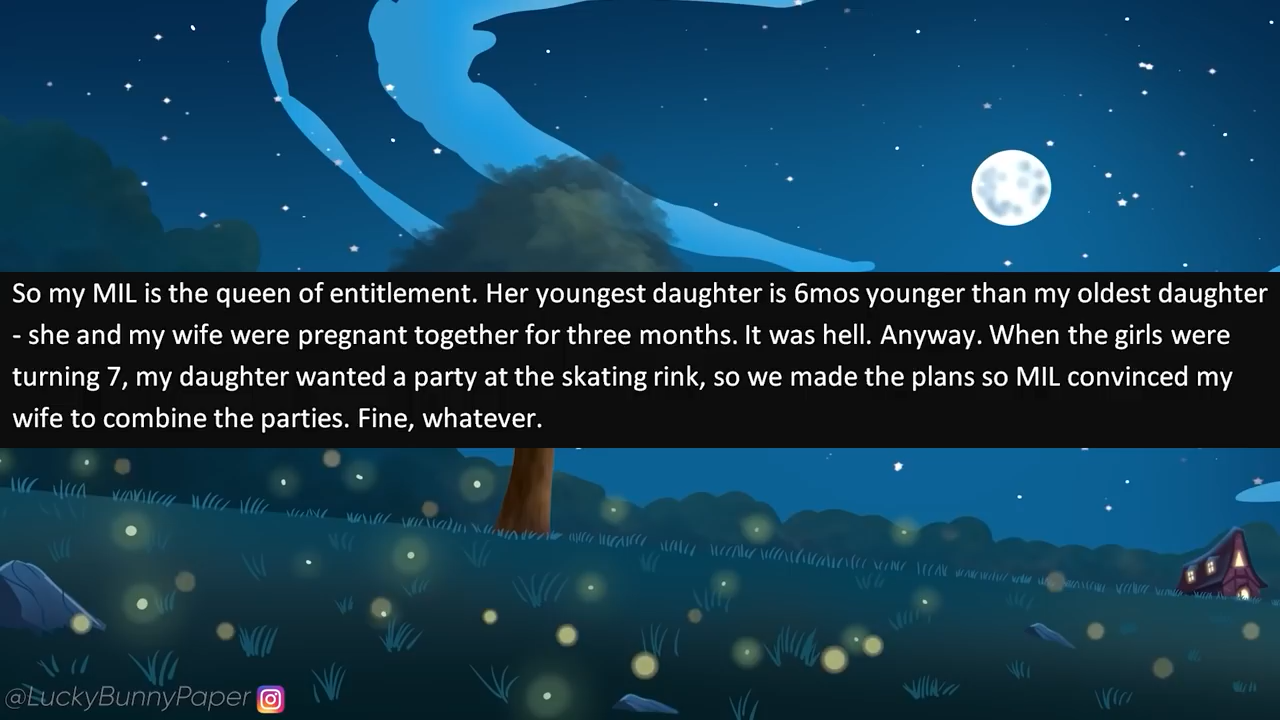 So my MIL is the queen of entitlement. Her youngest daughter is 6mos younger than my oldest daughter
- she and my wife were pregnant together for three months. It was hell. Anyway. When the girls were
turning 7, my daughter wanted a party at the skating rink, so we made the plans so MIL convinced my
wife to combine the parties. Fine, whatever.
@LuckyBunnyPaper